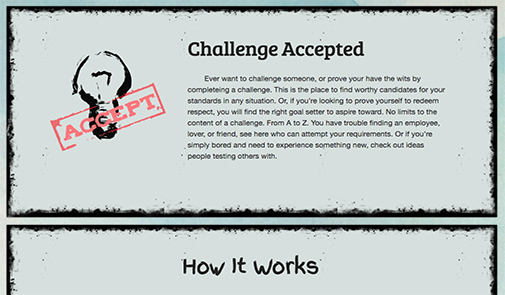 Challenge Accepted
Ever want to challenge someone, or prove your have the wits by
completeing a challenge. This is the place to find worthy candidates for your
standards in any situation. Or, if you're looking to prove yourself to redeem
respect, you will find the right goal setter to aspire toward. No limits to the
content of a challenge. From A to Z. You have trouble finding an employee,
lover, or friend, see here who can attempt your requirements. Or if you're
simply bored and need to experience something new, check out ideas
people testing others with.
ACCEPT.
How It Works